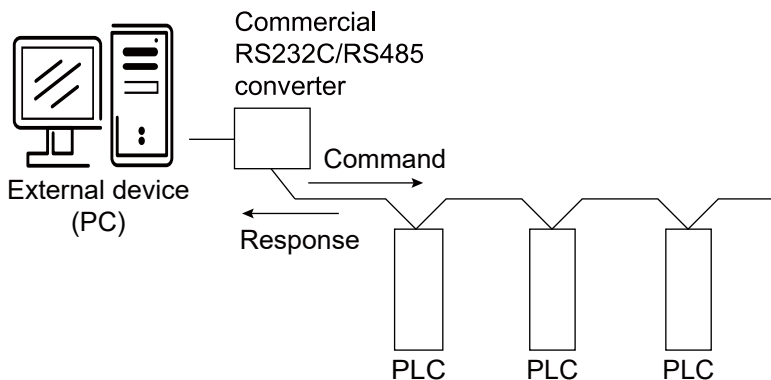 Commercial
RS232C/RS485
converter
Command
External device
(PC)
Response
PLC
PLC
PLC